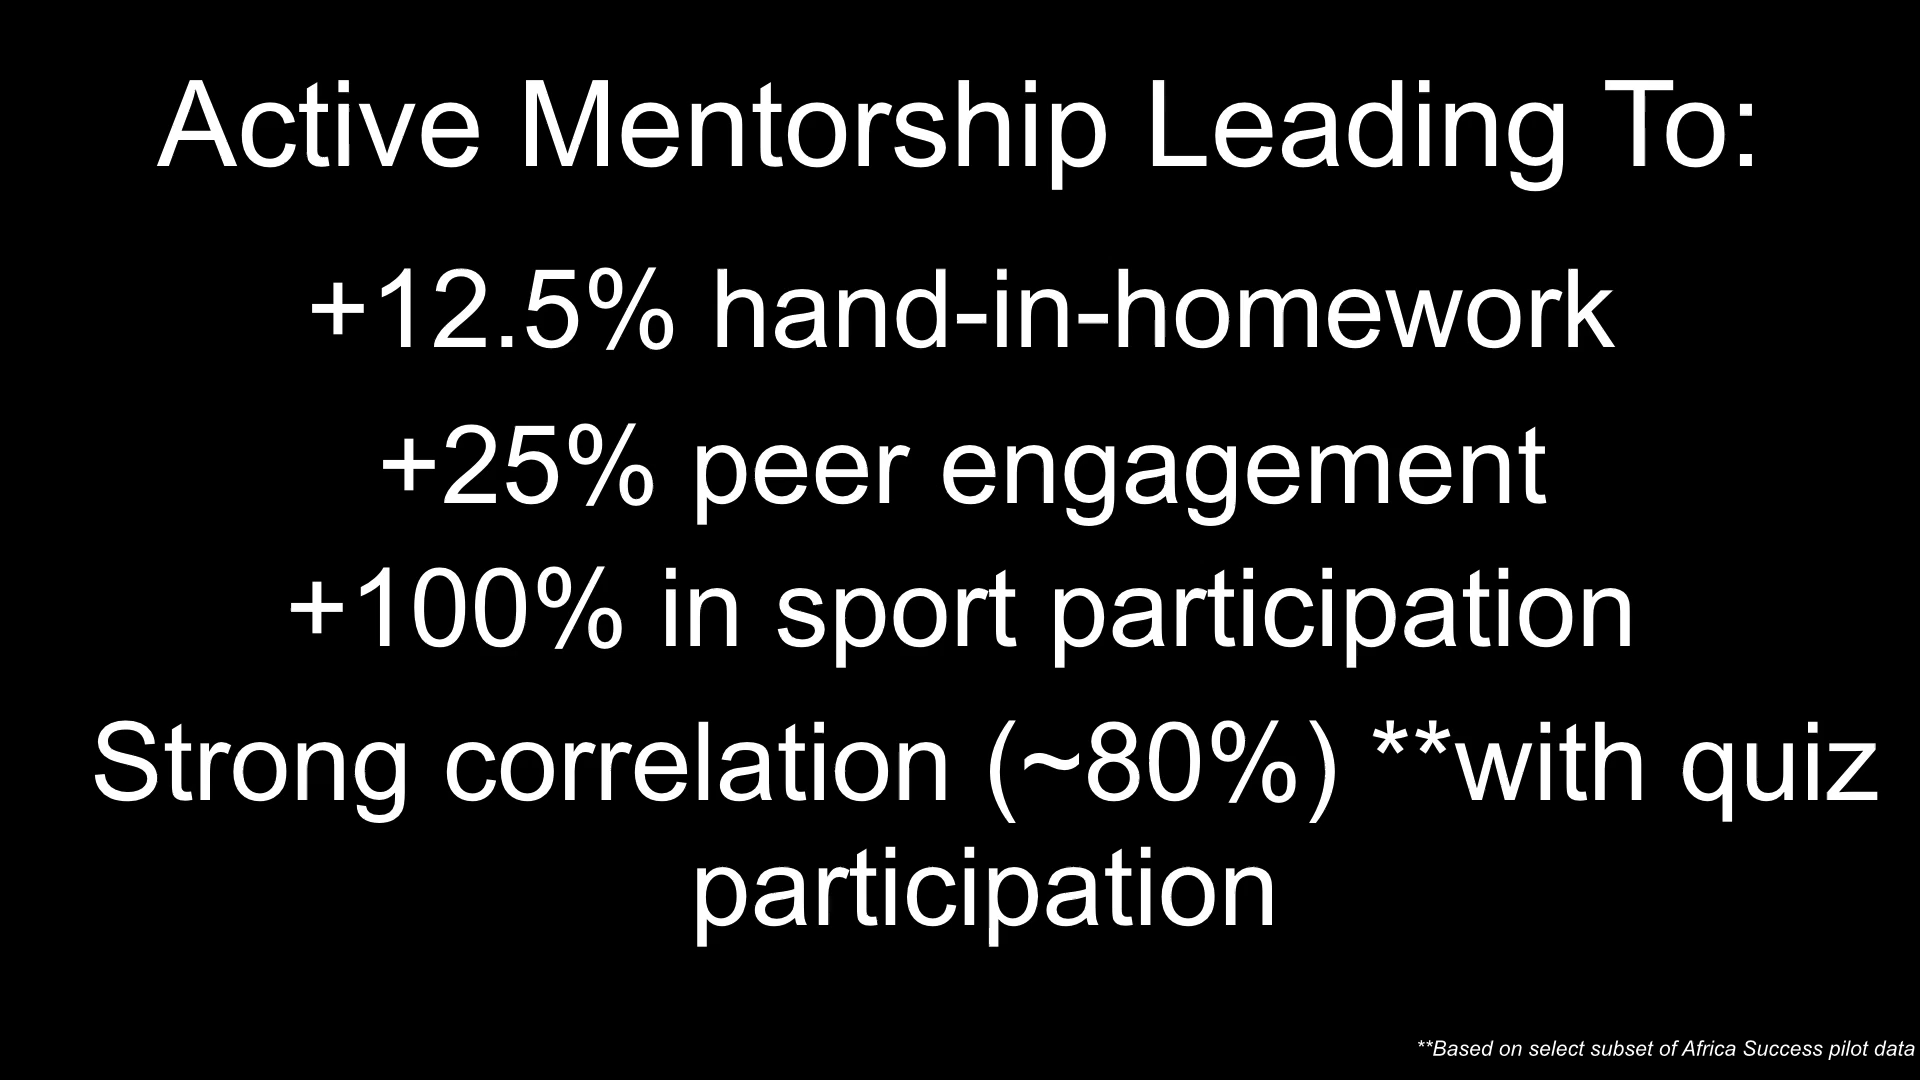 Active Mentorship Leading To:
+12.5% hand-in-homework
+25% peer engagement
+100% in sport participation
Strong correlation (~80%) **with quiz
participation
**Based on select subset of Africa Success pilot data